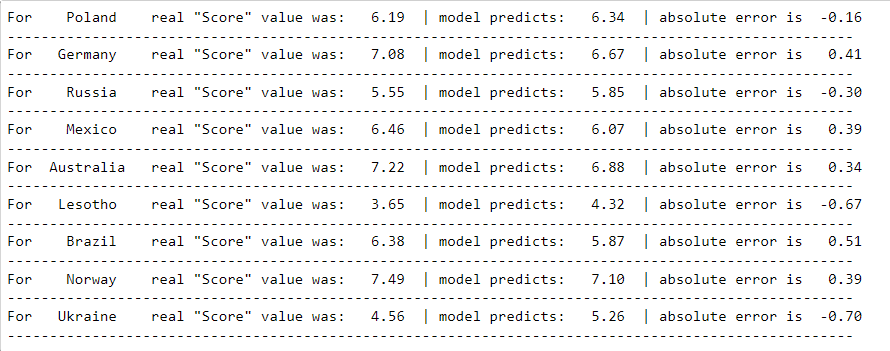 For    Poland    real "Score" value was:   6.19  | model predicts:   6.34  | absolute error is  -0.16
----------------------------------------------------------------------------------------------------
For   Germany    real "Score" value was:   7.08  | model predicts:   6.67  | absolute error is   0.41
----------------------------------------------------------------------------------------------------
For    Russia    real "Score" value was:   5.55  | model predicts:   5.85  | absolute error is  -0.30
----------------------------------------------------------------------------------------------------
For    Mexico    real "Score" value was:   6.46  | model predicts:   6.07  | absolute error is   0.39
----------------------------------------------------------------------------------------------------
For  Australia   real "Score" value was:   7.22  | model predicts:   6.88  | absolute error is   0.34
----------------------------------------------------------------------------------------------------
For   Lesotho    real "Score" value was:   3.65  | model predicts:   4.32  | absolute error is  -0.67
----------------------------------------------------------------------------------------------------
For    Brazil    real "Score" value was:   6.38  | model predicts:   5.87  | absolute error is   0.51
----------------------------------------------------------------------------------------------------
For    Norway    real "Score" value was:   7.49  | model predicts:   7.10  | absolute error is   0.39
----------------------------------------------------------------------------------------------------
For   Ukraine    real "Score" value was:   4.56  | model predicts:   5.26  | absolute error is  -0.70
----------------------------------------------------------------------------------------------------